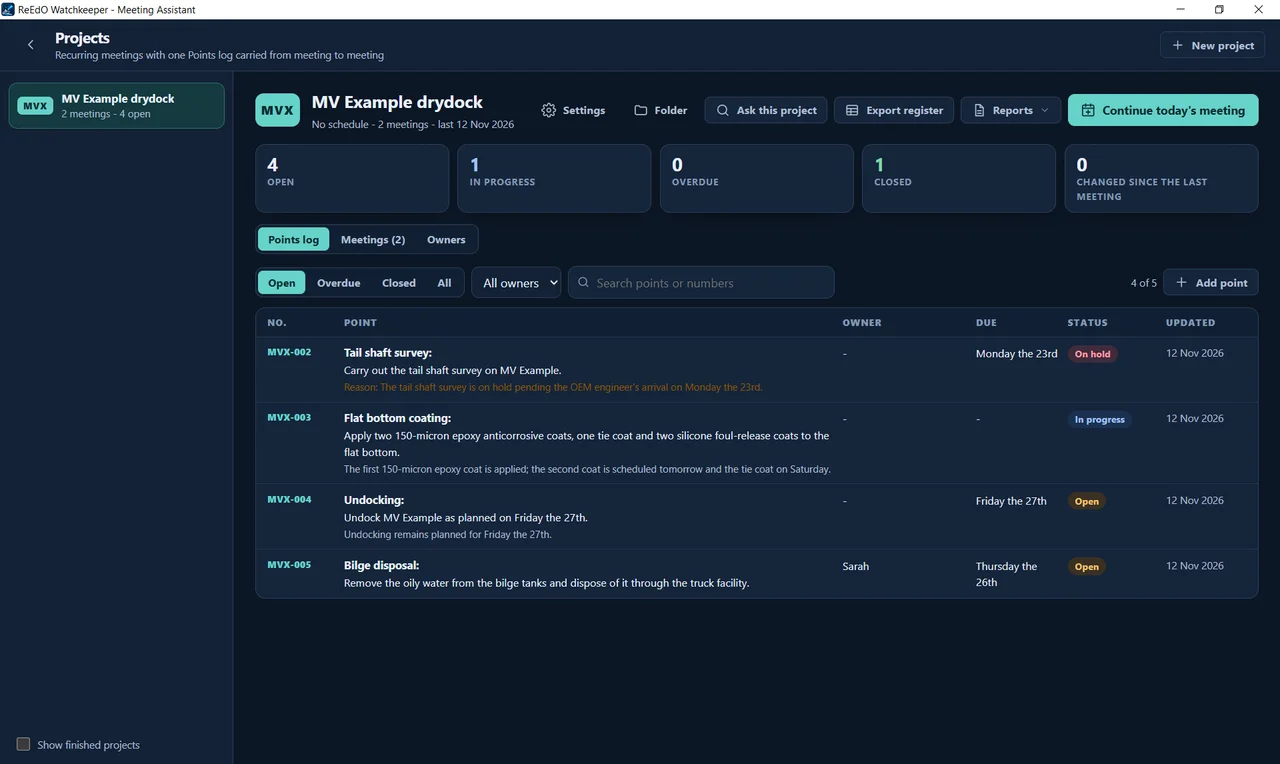 ReEdO Watchkeeper - Meeting Assistant
Projects
Recurring meetings with one Points log carried from meeting to meeting
New project
MVX
MV Example drydock
2 meetings - 4 open
MVX
MV Example drydock
No schedule - 2 meetings - last 12 Nov 2026
Settings
Folder
Ask this project
Export register
Reports
Continue today's meeting
4
OPEN
1
IN PROGRESS
0
OVERDUE
1
CLOSED
0
CHANGED SINCE THE LAST
MEETING
Points log
Meetings (2)
Owners
Open
Overdue
Closed
All
All owners
Search points or numbers
4 of 5
Add point
NO.
POINT
OWNER
DUE
STATUS
UPDATED
MVX-002
Tail shaft survey:
Carry out the tail shaft survey on MV Example.
Reason: The tail shaft survey is on hold pending the OEM engineer's arrival on Monday the 23rd.
-
Monday the 23rd
On hold
12 Nov 2026
MVX-003
Flat bottom coating:
Apply two 150-micron epoxy anticorrosive coats, one tie coat and two silicone foul-release coats to the
flat bottom.
The first 150-micron epoxy coat is applied; the second coat is scheduled tomorrow and the tie coat on Saturday.
-
-
In progress
12 Nov 2026
MVX-004
Undocking:
Undock MV Example as planned on Friday the 27th.
Undocking remains planned for Friday the 27th.
-
Friday the 27th
Open
12 Nov 2026
MVX-005
Bilge disposal:
Remove the oily water from the bilge tanks and dispose of it through the truck facility.
Sarah
Thursday the
26th
Open
12 Nov 2026
Show finished projects